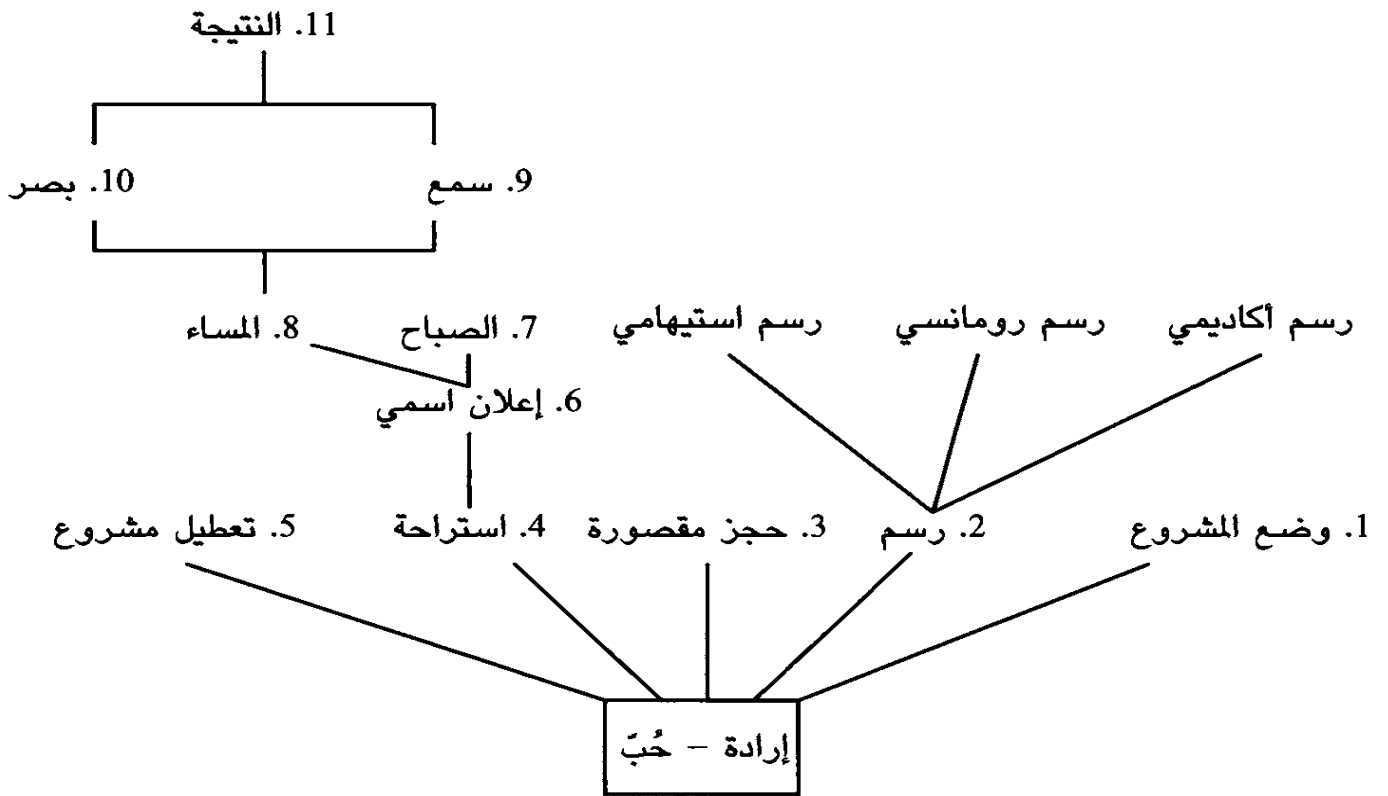 11. النتيجة
9. سمع
10. بصر
رسم أكاديمي
رسم رومانسي
رسم استيهامي
7. الصباح
8. المساء
6. إعلان اسمي
1. وضع المشروع
2. رسم
3. حجز مقصورة
4. استراحة
5. تعطيل مشروع
إرادة – حُبّ